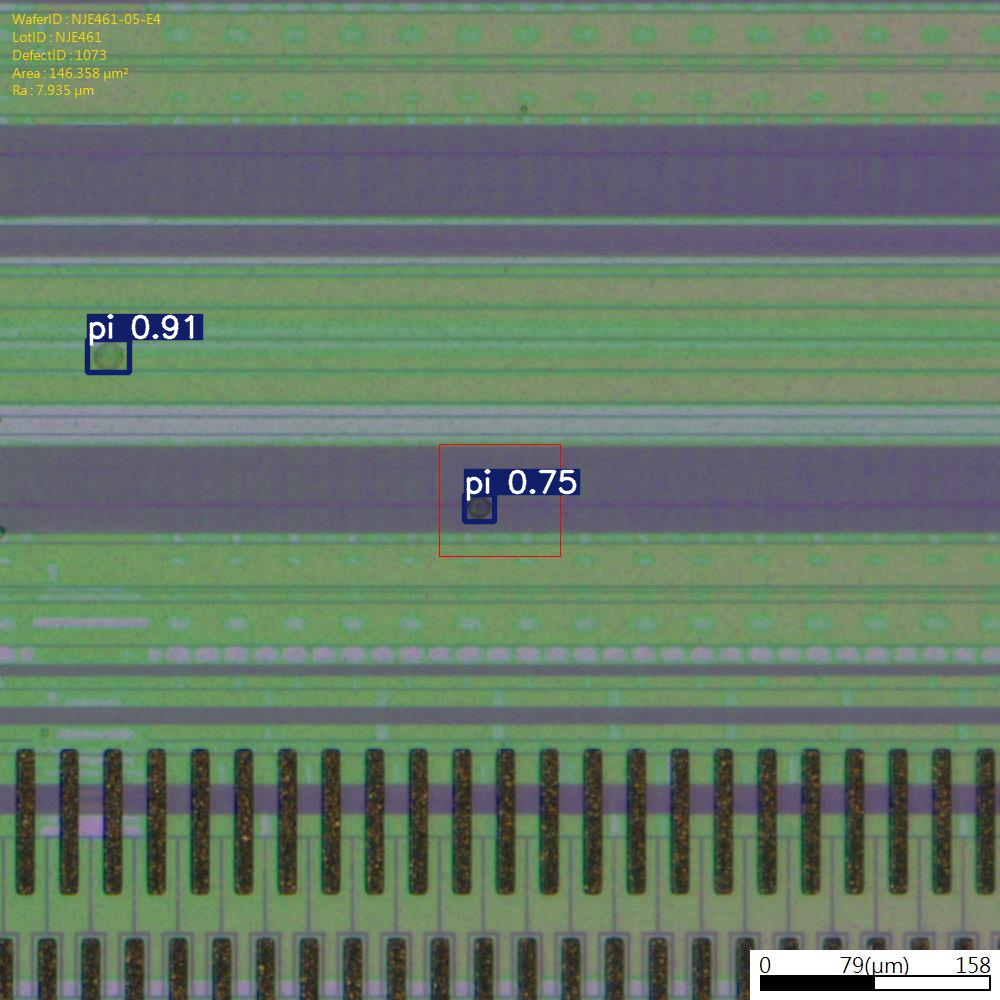 WaferID : NJE461-05-E4
LotID : NJE461
DefectID : 1073
Area : 146.358 µm²
Ra : 7.935 µm
pi 0.91
pi 0.75
0 79(µm) 158